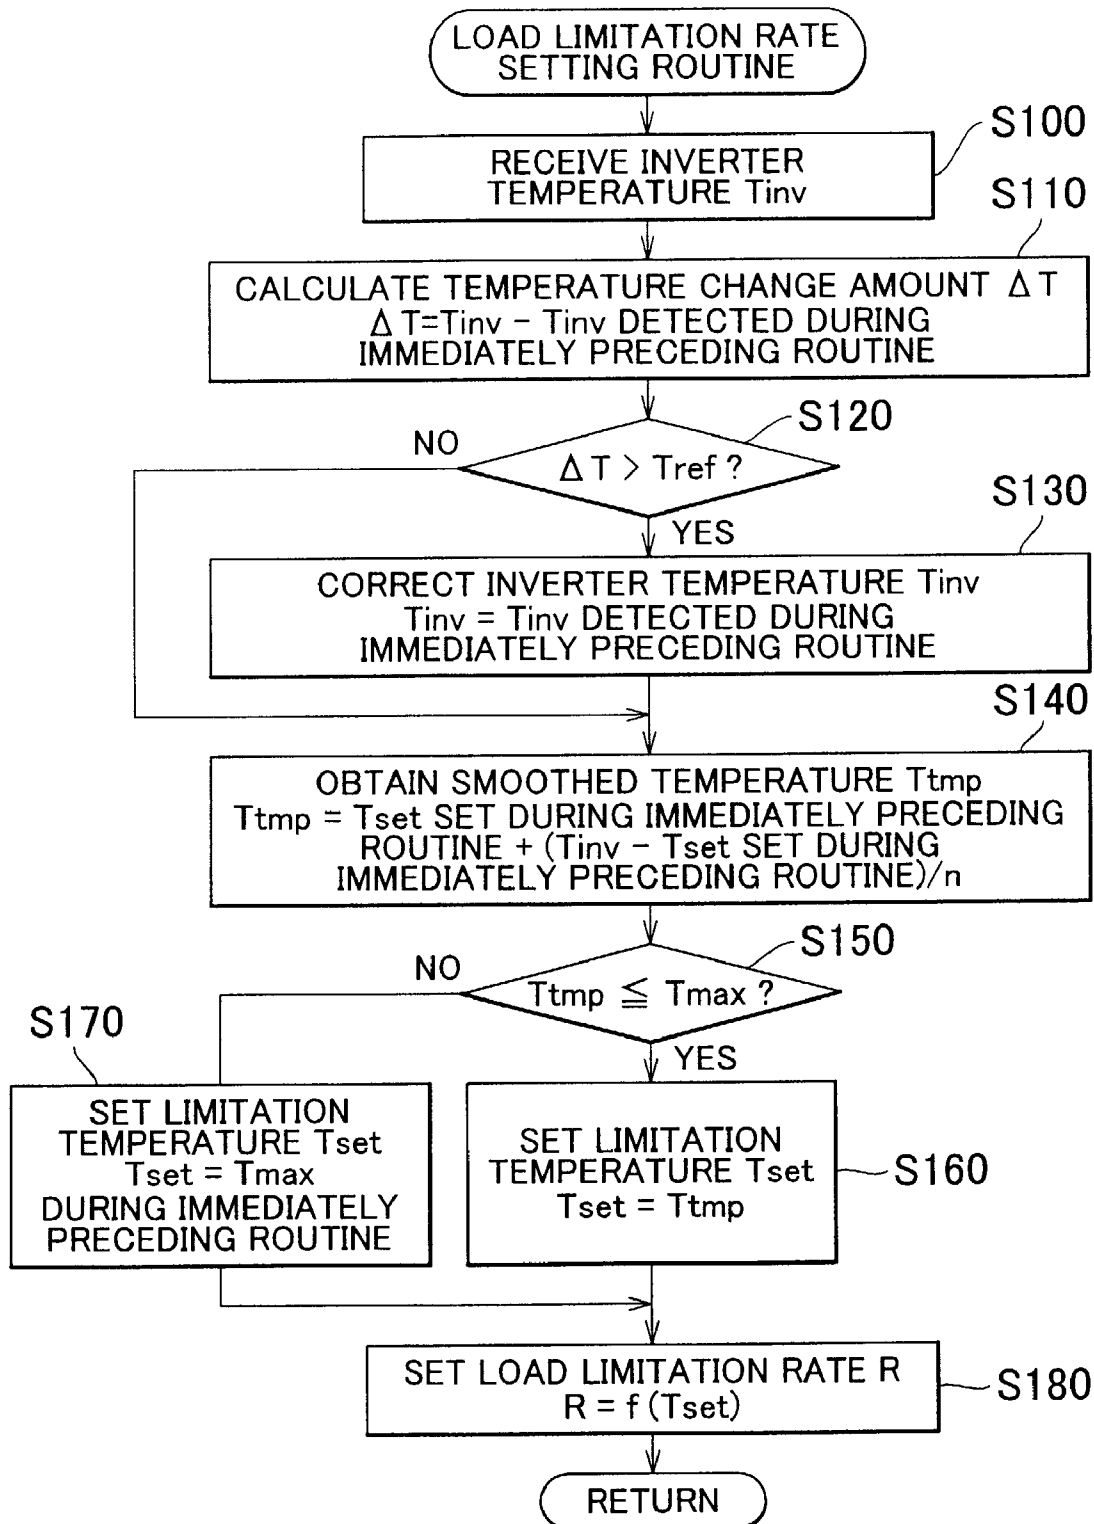 LOAD LIMITATION RATE
SETTING ROUTINE
S100
RECEIVE INVERTER
TEMPERATURE Tinv
S110
CALCULATE TEMPERATURE CHANGE AMOUNT Δ T
Δ T=Tinv - Tinv DETECTED DURING
IMMEDIATELY PRECEDING ROUTINE
S120
NO
Δ T > Tref ?
YES
S130
CORRECT INVERTER TEMPERATURE Tinv
Tinv = Tinv DETECTED DURING
IMMEDIATELY PRECEDING ROUTINE
S140
OBTAIN SMOOTHED TEMPERATURE Ttmp
Ttmp = Tset SET DURING IMMEDIATELY PRECEDING
ROUTINE + (Tinv - Tset SET DURING
IMMEDIATELY PRECEDING ROUTINE)/n
S150
NO
Ttmp ≦ Tmax ?
YES
S170
SET LIMITATION
TEMPERATURE Tset
Tset = Tmax
DURING IMMEDIATELY
PRECEDING ROUTINE
SET LIMITATION
TEMPERATURE Tset
Tset = Ttmp
S160
SET LOAD LIMITATION RATE R
R = f (Tset)
S180
RETURN